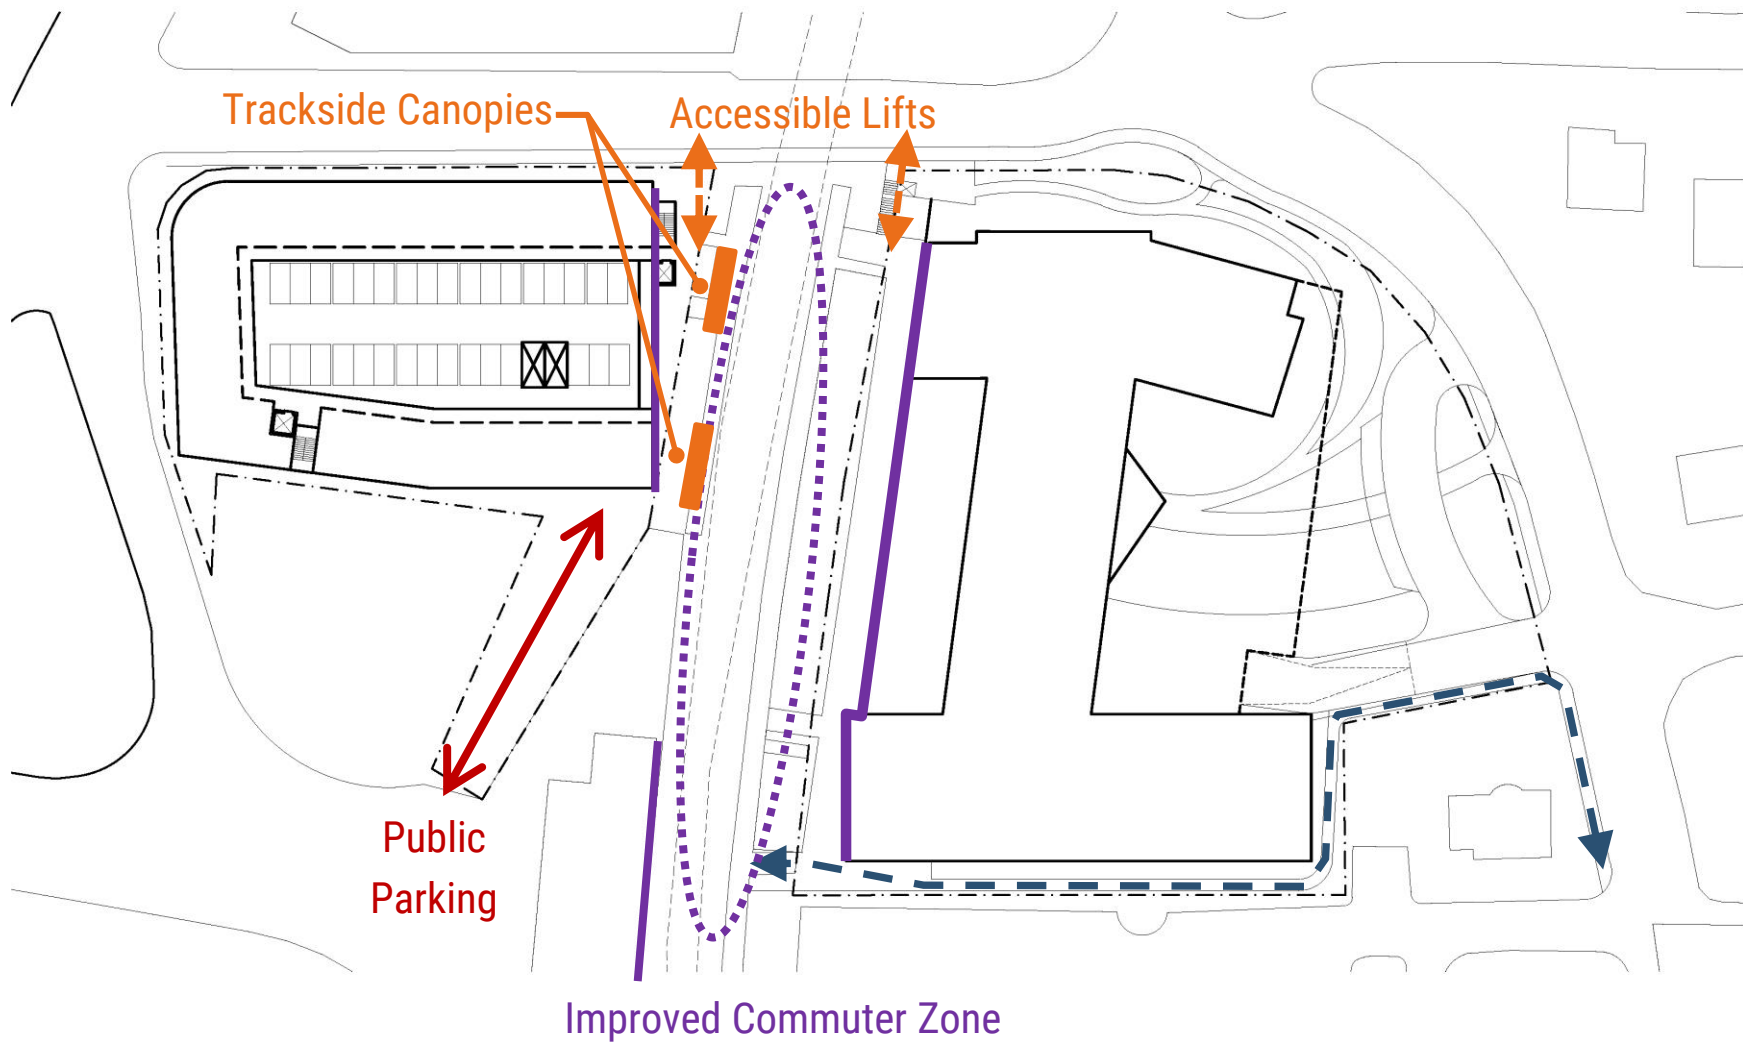 Trackside Canopies
Accessible Lifts
Public
Parking
Improved Commuter Zone